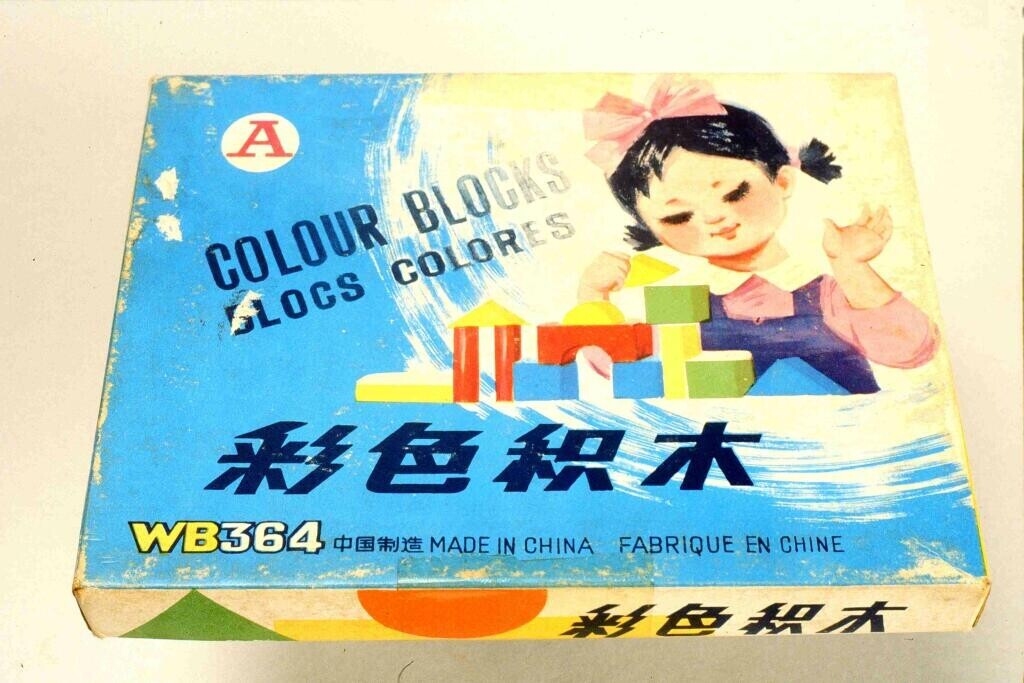 A
COLOUR BLOCKS
BLOCS COLORES
彩色积木
WB364 中国制造 MADE IN CHINA FABRIQUE EN CHINE
彩色积木